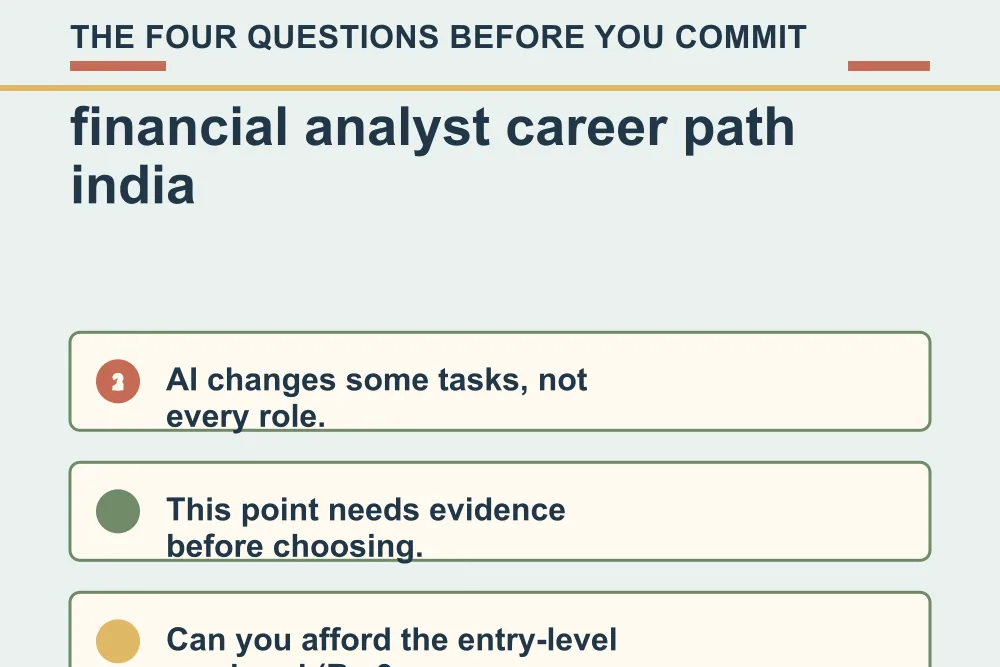 THE FOUR QUESTIONS BEFORE YOU COMMIT
financial analyst career path
india
AI changes some tasks, not
every role.
This point needs evidence
before choosing.
Can you afford the entry-level